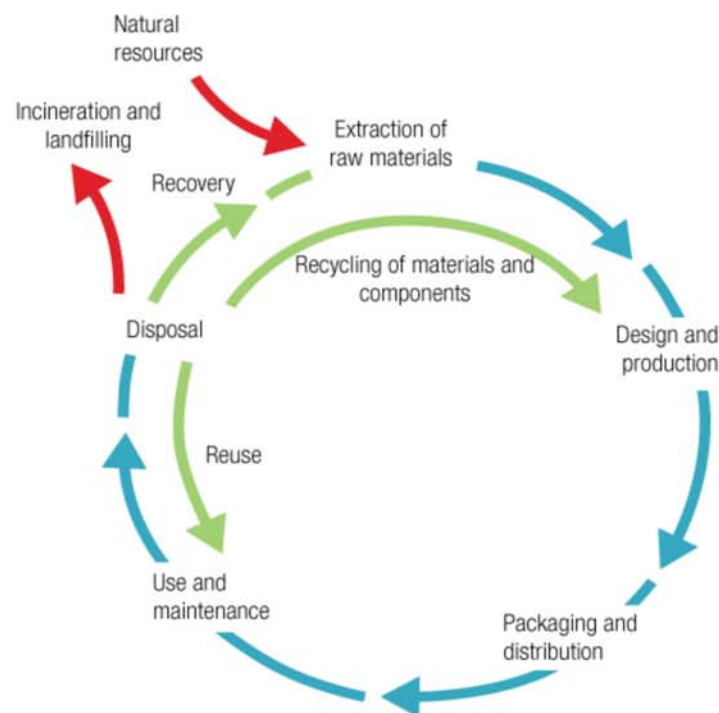 Natural
resources
Incineration and
landfilling
Extraction of
raw materials
Recovery
Recycling of materials and
components
Disposal
Design and
production
Reuse
Use and
maintenance
Packaging and
distribution